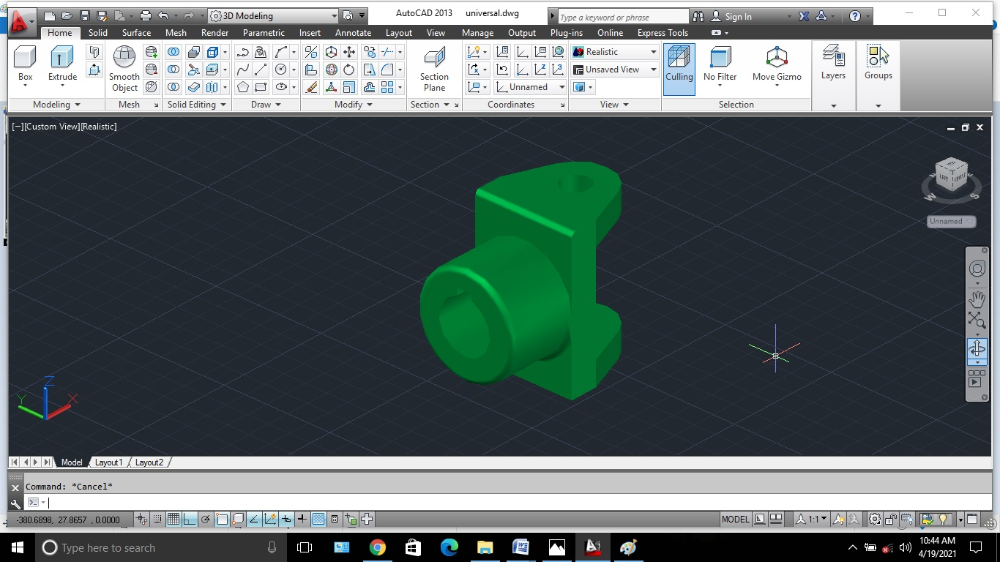 3D Modeling
AutoCAD 2013 universal.dwg
Type a keyword or phrase
Sign In
Home Solid Surface Mesh Render Parametric Insert Annotate Layout View Manage Output Plug-ins Online Express Tools
Box
Extrude
Smooth Object
Section Plane
Unnamed
Realistic
Unsaved View
Culling
No Filter
Move Gizmo
Layers
Groups
Modeling
Mesh
Solid Editing
Draw
Modify
Section
Coordinates
View
Selection
[−][Custom View][Realistic]
TOP
LEFT
FRONT
W
S
Unnamed
Z
Y
X
Model Layout1 Layout2
Command: *Cancel*
-380.6898, 27.8657 , 0.0000
MODEL
1:1
Type here to search
10:44 AM
4/19/2021